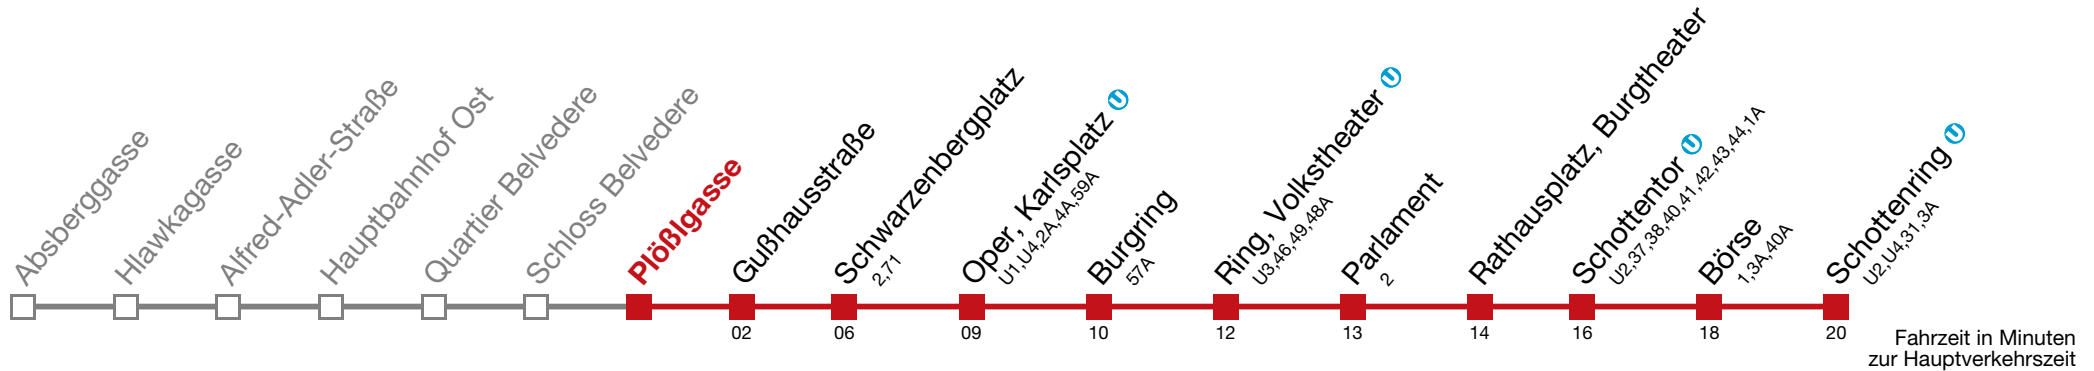 Absberggasse
Hlawkagasse
Alfred-Adler-Straße
Hauptbahnhof Ost
Quartier Belvedere
Schloss Belvedere
Plößlgasse
Gußhausstraße
Schwarzenbergplatz
2,71
Oper, Karlsplatz U
U1,U4,2A,4A,59A
Burgring
57A
Ring, Volkstheater U
U3,46,49,48A
Parlament
2
Rathausplatz, Burgtheater
Schottentor U
U2,37,38,40,41,42,43,44,1A
Börse
1,3A,40A
Schottenring U
U2,U4,31,3A
02 06 09 10 12 13 14 16 18 20
Fahrzeit in Minuten
zur Hauptverkehrszeit